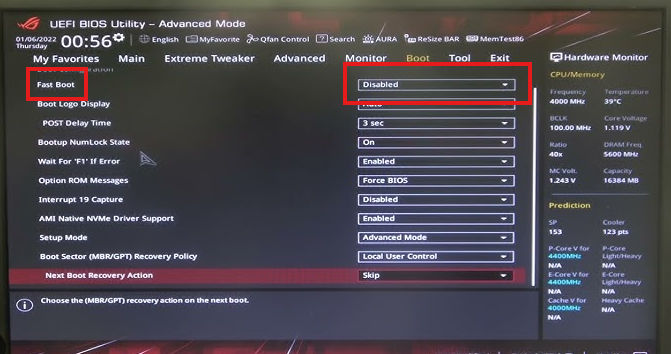 UEFI BIOS Utility – Advanced Mode
01/06/2022 Thursday 00:56 English MyFavorite Qfan Control Search AURA ReSize BAR MemTest86
My Favorites Main Extreme Tweaker Advanced Monitor Boot Tool Exit
Fast Boot Disabled
Boot Logo Display Auto
POST Delay Time 3 sec
Bootup NumLock State On
Wait For 'F1' If Error Enabled
Option ROM Messages Force BIOS
Interrupt 19 Capture Disabled
AMI Native NVMe Driver Support Enabled
Setup Mode Advanced Mode
Boot Sector (MBR/GPT) Recovery Policy Local User Control
Next Boot Recovery Action Skip
Choose the (MBR/GPT) recovery action on the next boot.
Hardware Monitor
CPU/Memory
Frequency Temperature
4000 MHz 39°C
BCLK Core Voltage
100.00 MHz 1.119 V
Ratio DRAM Freq.
40x 5600 MHz
MC Volt. Capacity
1.243 V 16384 MB
Prediction
SP Cooler
153 123 pts
P-Core V for P-Core
4400MHz Light/Heavy
N/A N/A
E-Core V for E-Core
4400MHz Light/Heavy
N/A N/A
Cache V for Heavy Cache
4000MHz N/A
N/A